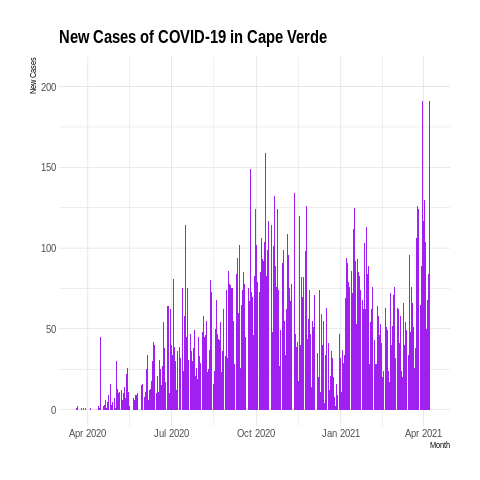 New Cases of COVID-19 in Cape Verde
New Cases
200
150
100
50
0
Apr 2020
Jul 2020
Oct 2020
Jan 2021
Apr 2021
Month